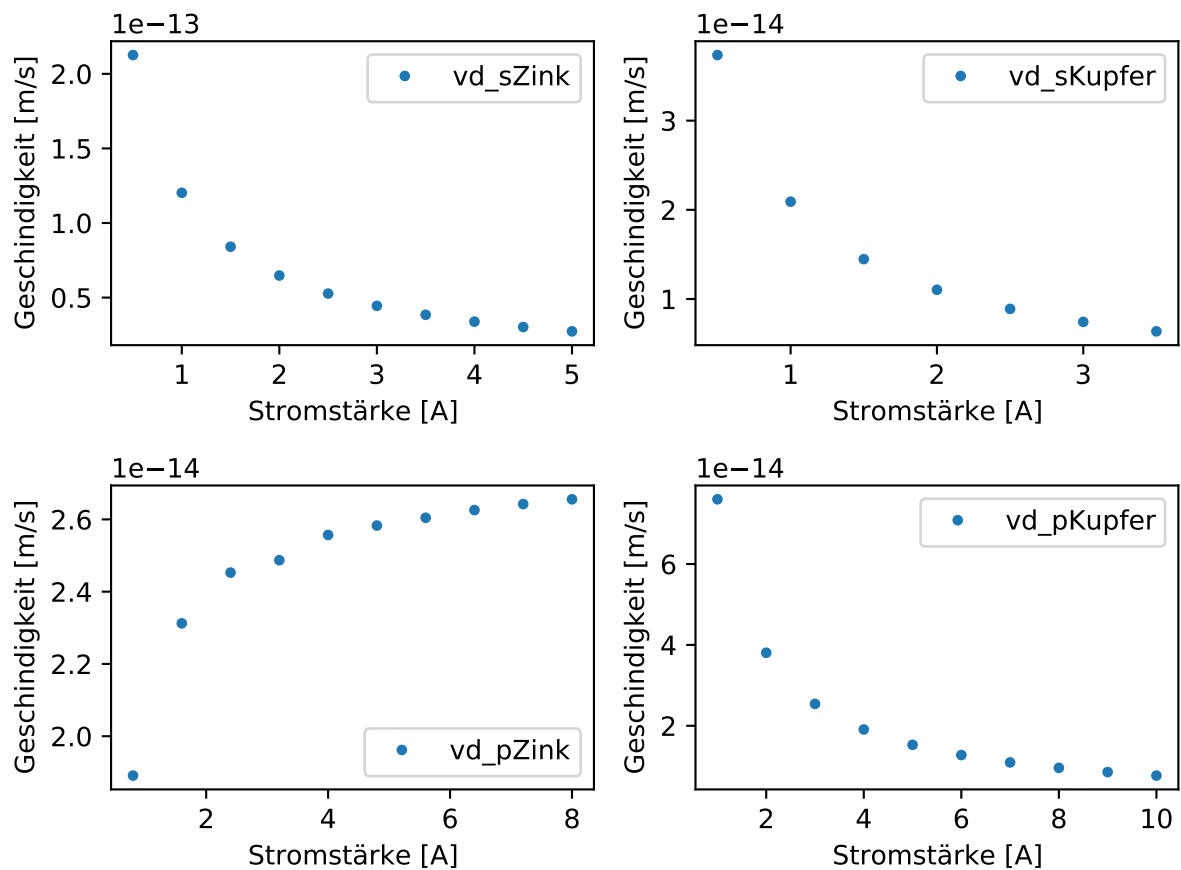 1e−13
Geschindigkeit [m/s]
2.0
1.5
1.0
0.5
vd_sZink
1 2 3 4 5
Stromstärke [A]
1e−14
Geschindigkeit [m/s]
3
2
1
vd_sKupfer
1 2 3
Stromstärke [A]
1e−14
Geschindigkeit [m/s]
2.6
2.4
2.2
2.0
vd_pZink
2 4 6 8
Stromstärke [A]
1e−14
Geschindigkeit [m/s]
6
4
2
vd_pKupfer
2 4 6 8 10
Stromstärke [A]